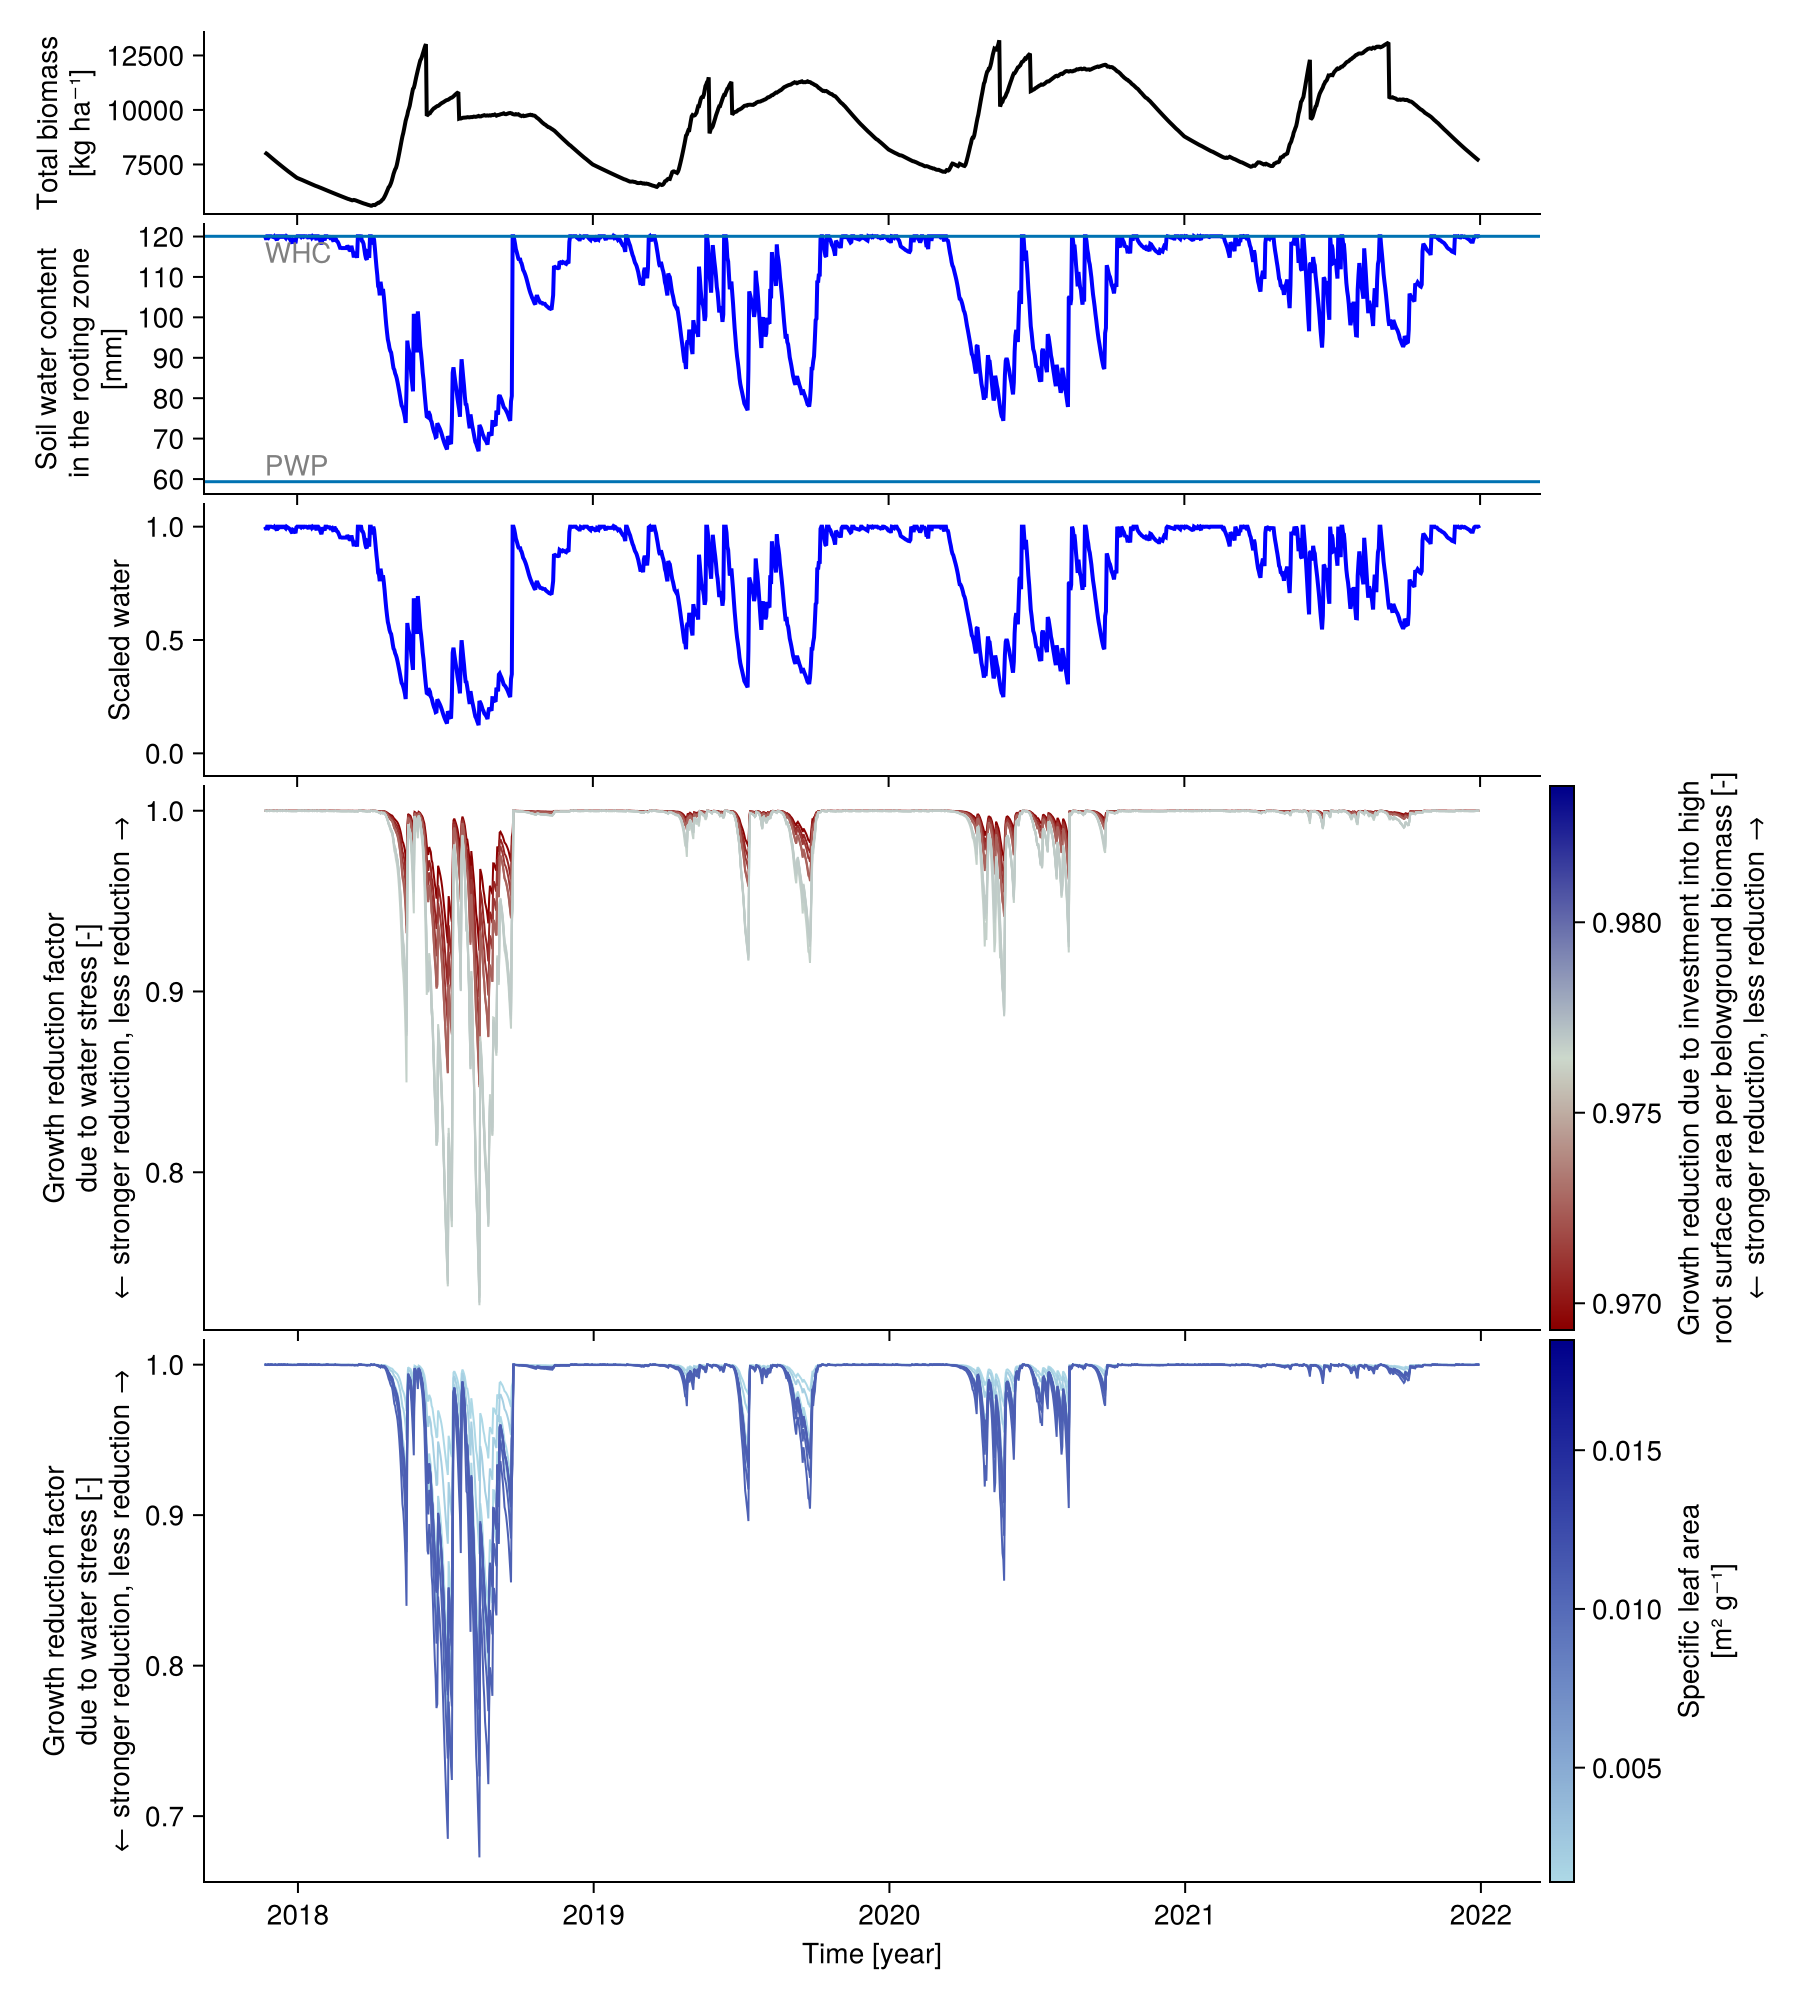 Total biomass
[kg ha⁻¹]
12500
10000
7500
Soil water content
in the rooting zone
[mm]
120
110
100
90
80
70
60
WHC
PWP
Scaled water
1.0
0.5
0.0
Growth reduction factor
due to water stress [-]
← stronger reduction, less reduction →
1.0
0.9
0.8
0.980
0.975
0.970
Growth reduction due to investment into high
root surface area per belowground biomass [-]
← stronger reduction, less reduction →
Growth reduction factor
due to water stress [-]
← stronger reduction, less reduction →
1.0
0.9
0.8
0.7
0.015
0.010
0.005
Specific leaf area
[m² g⁻¹]
2018
2019
2020
2021
2022
Time [year]